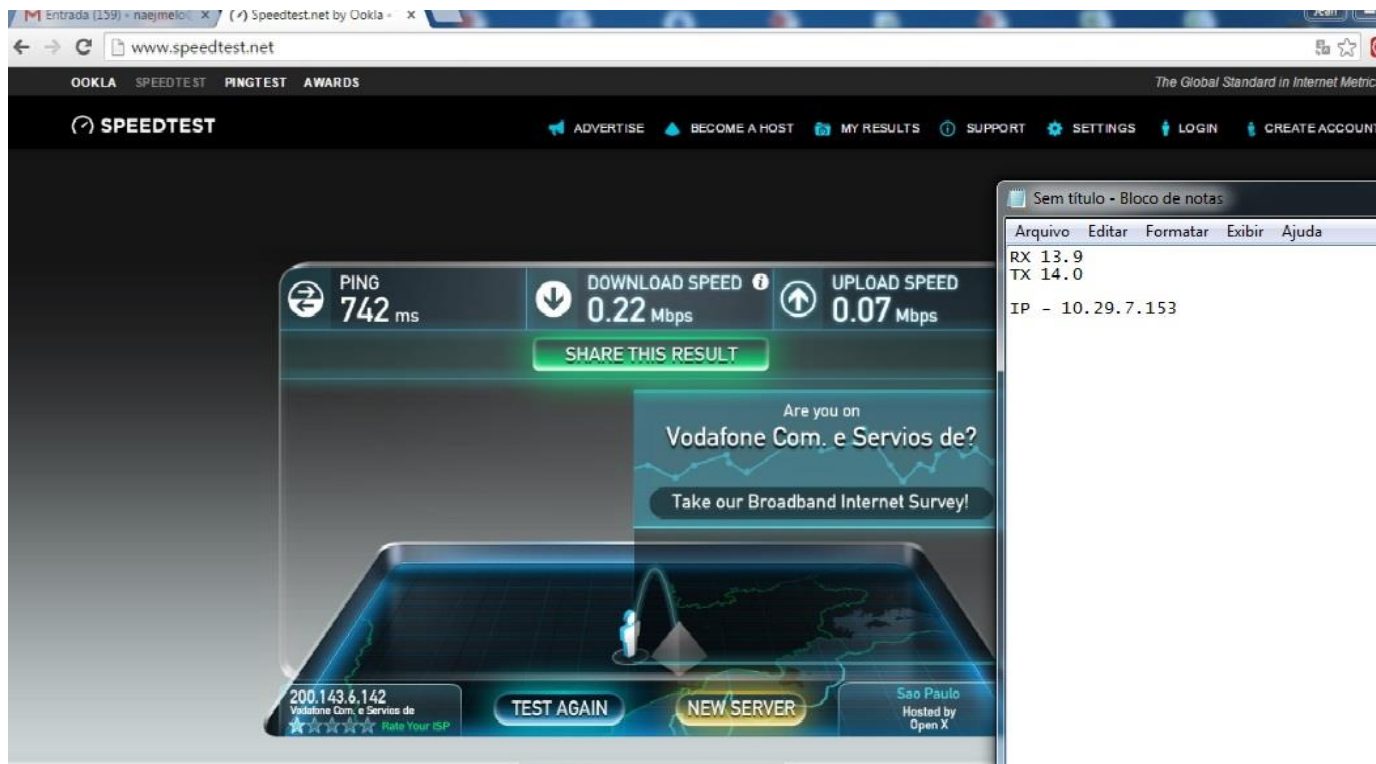 Entrada (159) - naejmelo
Speedtest.net by Ookla -
www.speedtest.net
OOKLA SPEEDTEST PINGTEST AWARDS
The Global Standard in Internet Metric
SPEEDTEST
ADVERTISE BECOME A HOST MY RESULTS SUPPORT SETTINGS LOGIN CREATE ACCOUNT
Sem título - Bloco de notas
Arquivo Editar Formatar Exibir Ajuda
RX 13.9
TX 14.0
IP - 10.29.7.153
PING
742 ms
DOWNLOAD SPEED
0.22 Mbps
UPLOAD SPEED
0.07 Mbps
SHARE THIS RESULT
Are you on
Vodafone Com. e Servios de?
Take our Broadband Internet Survey!
200.143.6.142
Vodafone Com. e Servios de
Rate Your ISP
TEST AGAIN
NEW SERVER
Sao Paulo
Hosted by
Open X